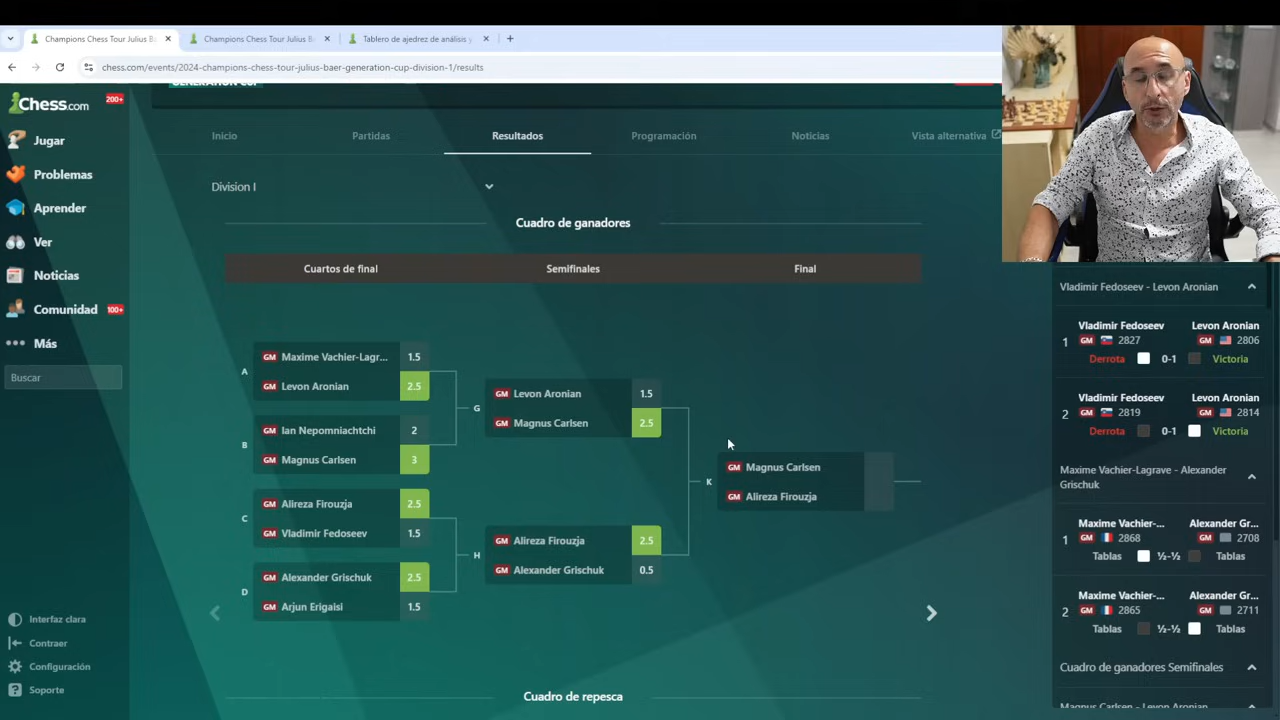 Champions Chess Tour Julius Ba
Champions Chess Tour Julius B
Tablero de ajedrez de análisis y
chess.com/events/2024-champions-chess-tour-julius-baer-generation-cup-division-1/results
Chess.com
200+
Jugar
Problemas
Aprender
Ver
Noticias
Comunidad
100+
Más
Buscar
Interfaz clara
Contraer
Configuración
Soporte
GENERATION CUP
Inicio
Partidas
Resultados
Programación
Noticias
Vista alternativa
Division I
Cuadro de ganadores
Cuartos de final
Semifinales
Final
A
GM Maxime Vachier-Lagr... 1.5
GM Levon Aronian 2.5
B
GM Ian Nepomniachtchi 2
GM Magnus Carlsen 3
C
GM Alireza Firouzja 2.5
GM Vladimir Fedoseev 1.5
D
GM Alexander Grischuk 2.5
GM Arjun Erigaisi 1.5
G
GM Levon Aronian 1.5
GM Magnus Carlsen 2.5
H
GM Alireza Firouzja 2.5
GM Alexander Grischuk 0.5
K
GM Magnus Carlsen
GM Alireza Firouzja
Cuadro de repesca
Vladimir Fedoseev - Levon Aronian
Vladimir Fedoseev Levon Aronian
1 GM 2827 GM 2806
Derrota 0-1 Victoria
Vladimir Fedoseev Levon Aronian
2 GM 2819 GM 2814
Derrota 0-1 Victoria
Maxime Vachier-Lagrave - Alexander
Grischuk
Maxime Vachier-... Alexander Gr...
1 GM 2868 GM 2708
Tablas ½-½ Tablas
Maxime Vachier-... Alexander Gr...
2 GM 2865 GM 2711
Tablas ½-½ Tablas
Cuadro de ganadores Semifinales
Magnus Carlsen - Levon Aronian